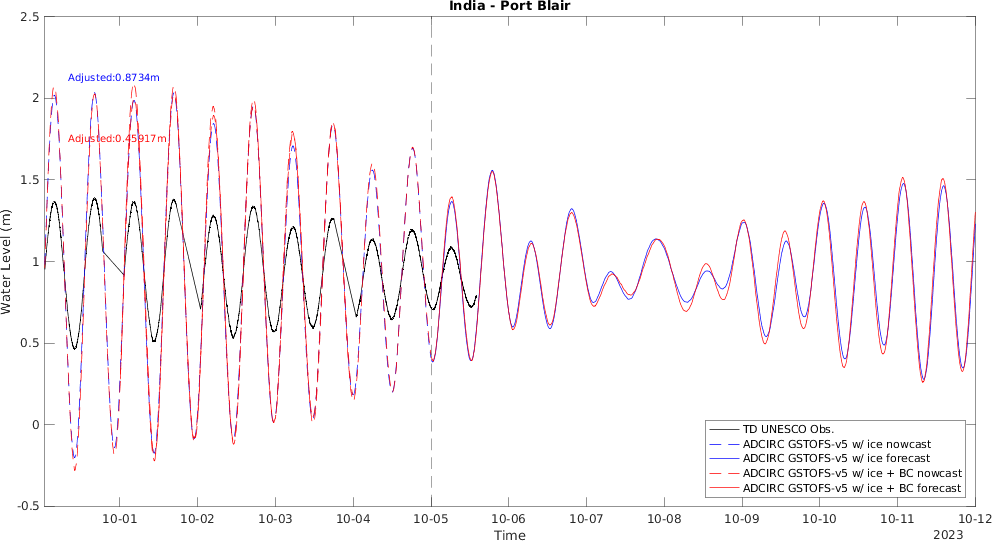 India - Port Blair
2.5
Adjusted:0.8734m
2
Adjusted:0.45917m
1.5
Water Level (m)
1
0.5
0
-0.5
TD UNESCO Obs.
ADCIRC GSTOFS-v5 w/ ice nowcast
ADCIRC GSTOFS-v5 w/ ice forecast
ADCIRC GSTOFS-v5 w/ ice + BC nowcast
ADCIRC GSTOFS-v5 w/ ice + BC forecast
10-01 10-02 10-03 10-04 10-05 10-06 10-07 10-08 10-09 10-10 10-11 10-12
Time
2023